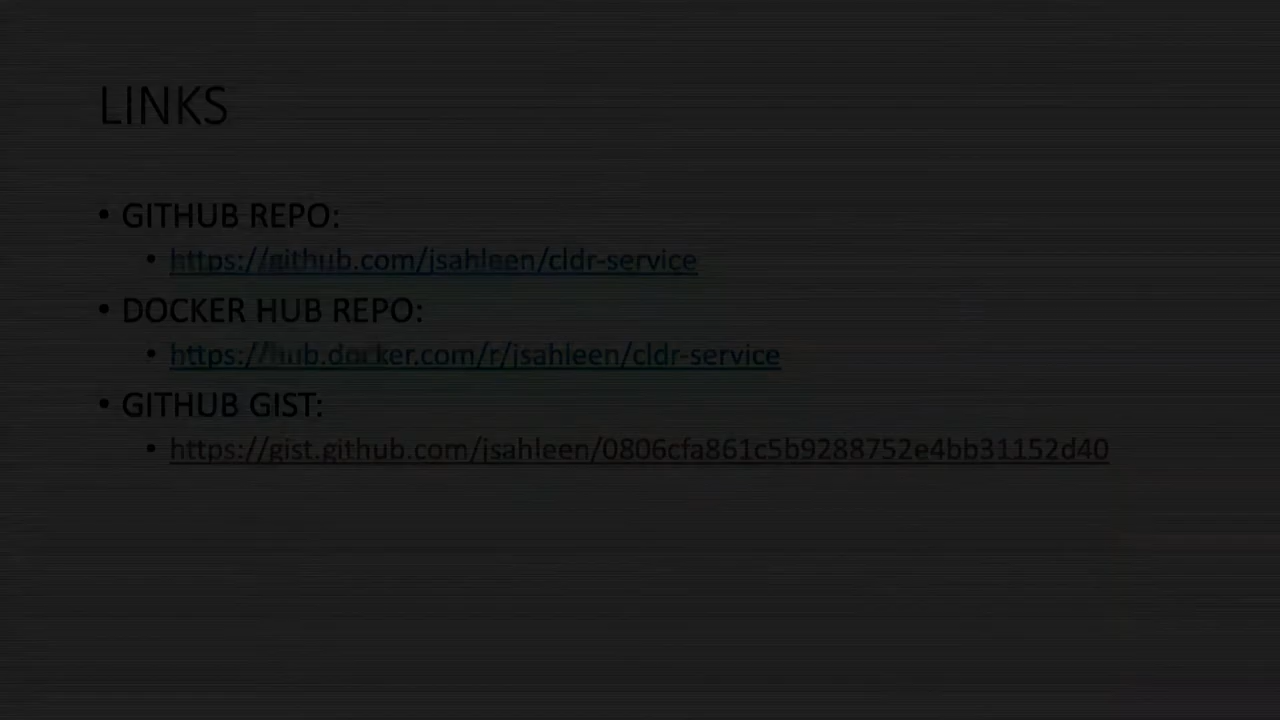 LINKS
• GITHUB REPO:
• https://github.com/jsahleen/cldr-service
• DOCKER HUB REPO:
• https://hub.docker.com/r/jsahleen/cldr-service
• GITHUB GIST:
• https://gist.github.com/jsahleen/0806cfa861c5b9288752e4bb31152d40